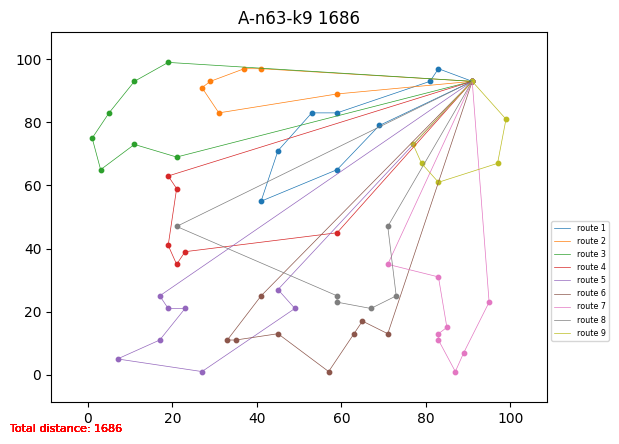 A-n63-k9 1686
100
80
60
40
20
0
0 20 40 60 80 100
route 1
route 2
route 3
route 4
route 5
route 6
route 7
route 8
route 9
Total distance: 1686